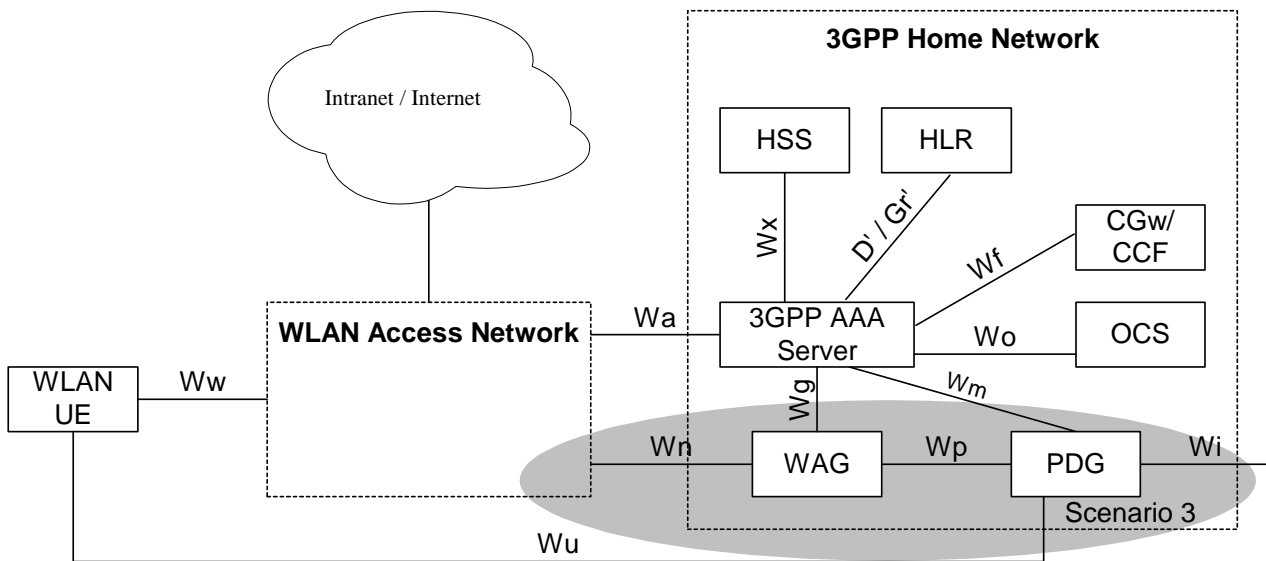 3GPP Home Network
Intranet / Internet
HSS
HLR
Wx
D' / Gr'
Wf
CGw/
CCF
WLAN Access Network
Wa
3GPP AAA
Server
Wo
OCS
WLAN
UE
Ww
Wg
Wm
Wn
WAG
Wp
PDG
Wi
Scenario 3
Wu